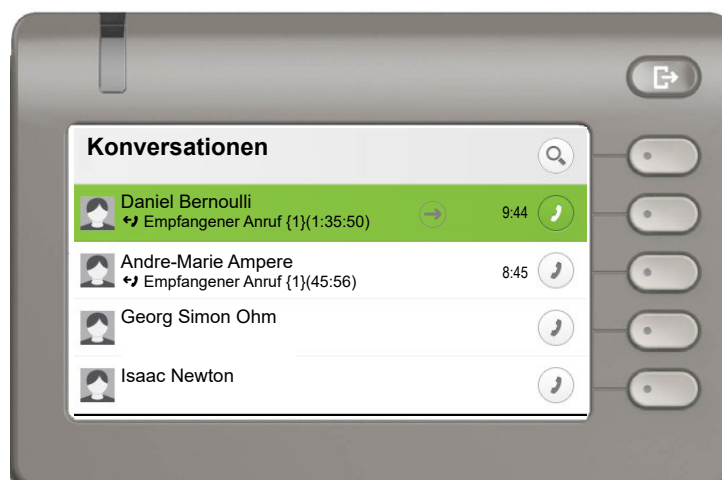 Konversationen
Daniel Bernoulli
Empfangener Anruf {1}(1:35:50)
9:44
Andre-Marie Ampere
Empfangener Anruf {1}(45:56)
8:45
Georg Simon Ohm
Isaac Newton